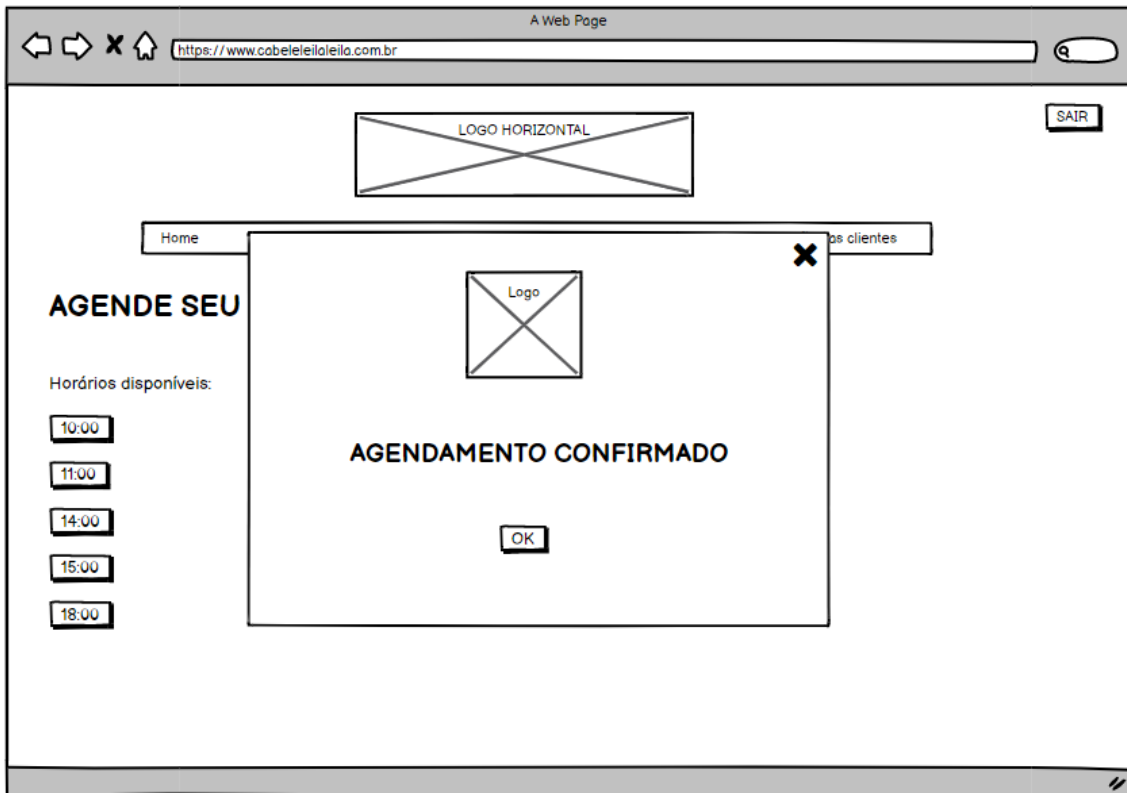 A Web Page
https://www.cabeleleilaleila.com.br
SAIR
LOGO HORIZONTAL
Home
as clientes
AGENDE SEU
Logo
Horários disponíveis:
10:00
11:00
14:00
15:00
18:00
AGENDAMENTO CONFIRMADO
OK